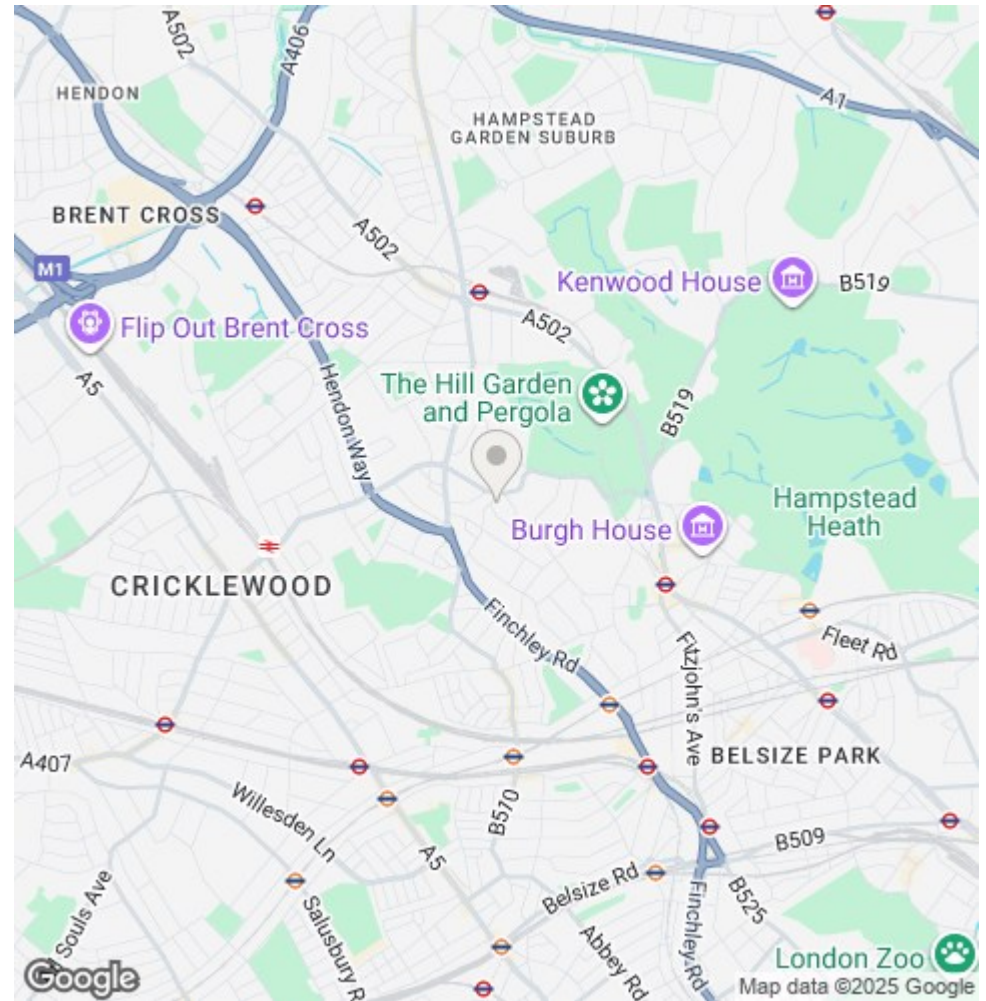 A502
A406
HENDON
HAMPSTEAD
GARDEN SUBURB
A1
BRENT CROSS
A502
M1
Kenwood House
B519
Flip Out Brent Cross
A502
A5
Hendon Way
The Hill Garden
and Pergola
B519
Burgh House
Hampstead
Heath
CRICKLEWOOD
Finchley Rd
Fitzjohn's Ave
Fleet Rd
A407
BELSIZE PARK
Willesden Ln
B510
A5
B509
Belsize Rd
B525
Souls Ave
Salusbury R
Abbey Rd
Finchley Rd
London Zoo
Google
Map data ©2025 Google